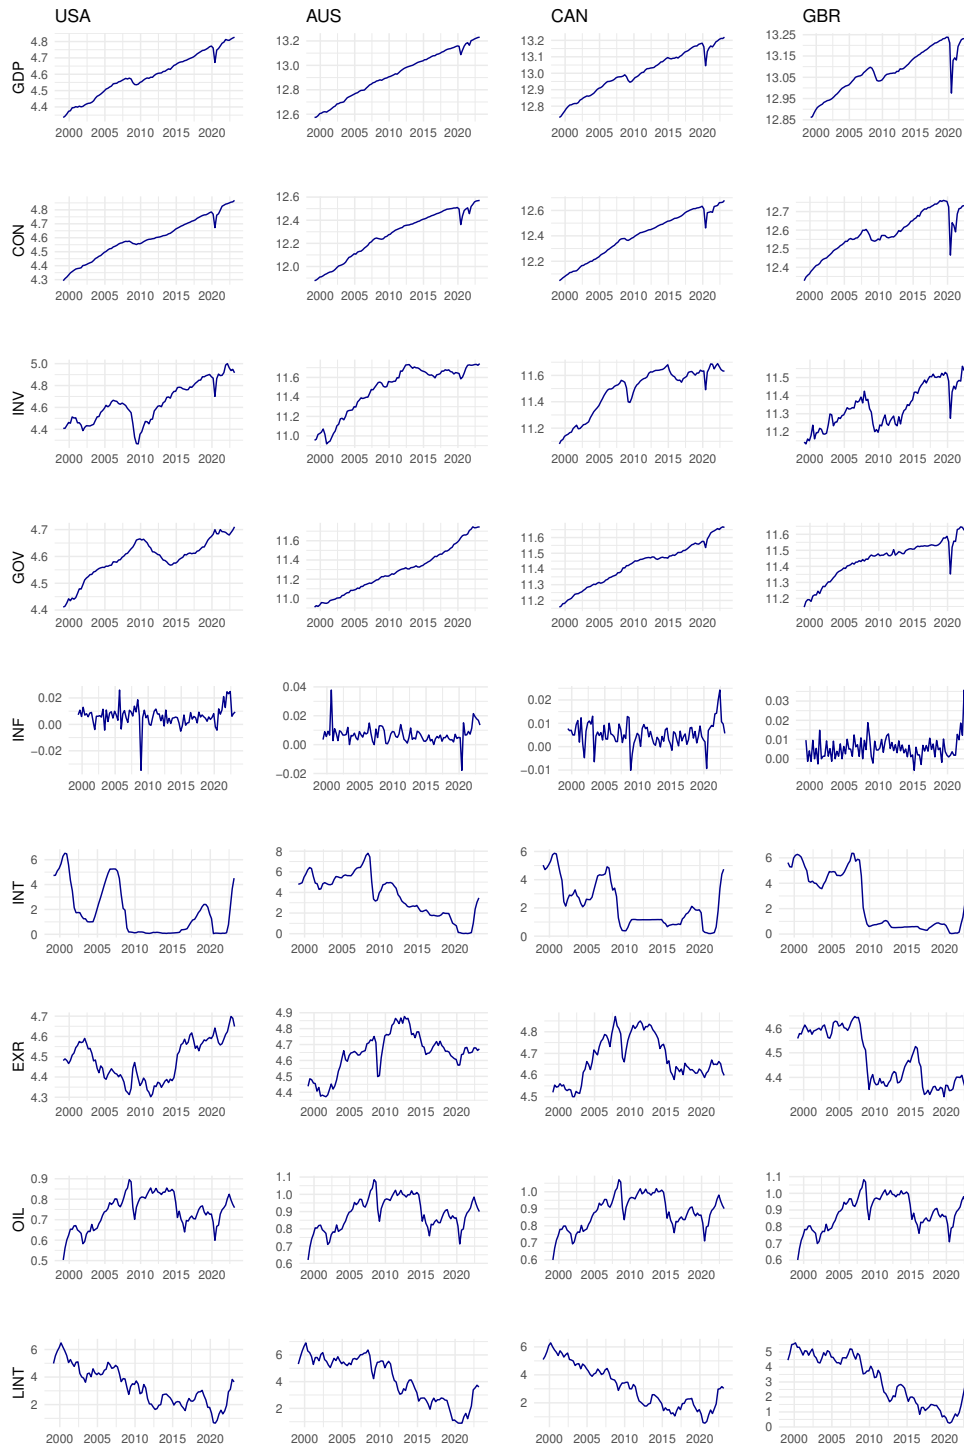 USA AUS CAN GBR
GDP
4.8 4.7 4.6 4.5 4.4
13.2 13.0 12.8 12.6
13.2 13.1 13.0 12.9 12.8
13.25 13.15 13.05 12.95 12.85
2000 2005 2010 2015 2020 2000 2005 2010 2015 2020 2000 2005 2010 2015 2020 2000 2005 2010 2015 2020
CON
4.8 4.7 4.6 4.5 4.4 4.3
12.6 12.4 12.2 12.0
12.6 12.4 12.2
12.7 12.6 12.5 12.4
2000 2005 2010 2015 2020 2000 2005 2010 2015 2020 2000 2005 2010 2015 2020 2000 2005 2010 2015 2020
INV
5.0 4.8 4.6 4.4
11.6 11.4 11.2 11.0
11.6 11.4 11.2
11.5 11.4 11.3 11.2
2000 2005 2010 2015 2020 2000 2005 2010 2015 2020 2000 2005 2010 2015 2020 2000 2005 2010 2015 2020
GOV
4.7 4.6 4.5 4.4
11.6 11.4 11.2 11.0
11.6 11.5 11.4 11.3 11.2
11.6 11.5 11.4 11.3 11.2
2000 2005 2010 2015 2020 2000 2005 2010 2015 2020 2000 2005 2010 2015 2020 2000 2005 2010 2015 2020
INF
0.02 0.00 −0.02
0.04 0.02 0.00 −0.02
0.02 0.01 0.00 −0.01
0.03 0.02 0.01 0.00
2000 2005 2010 2015 2020 2000 2005 2010 2015 2020 2000 2005 2010 2015 2020 2000 2005 2010 2015 2020
INT
6 4 2 0
8 6 4 2 0
6 4 2 0
6 4 2 0
2000 2005 2010 2015 2020 2000 2005 2010 2015 2020 2000 2005 2010 2015 2020 2000 2005 2010 2015 2020
EXR
4.7 4.6 4.5 4.4 4.3
4.9 4.8 4.7 4.6 4.5 4.4
4.8 4.7 4.6 4.5
4.6 4.5 4.4
2000 2005 2010 2015 2020 2000 2005 2010 2015 2020 2000 2005 2010 2015 2020 2000 2005 2010 2015 2020
OIL
0.9 0.8 0.7 0.6 0.5
1.1 1.0 0.9 0.8 0.7 0.6
1.0 0.9 0.8 0.7 0.6
1.1 1.0 0.9 0.8 0.7 0.6
2000 2005 2010 2015 2020 2000 2005 2010 2015 2020 2000 2005 2010 2015 2020 2000 2005 2010 2015 2020
LINT
6 4 2
6 4 2
6 4 2
5 4 3 2 1 0
2000 2005 2010 2015 2020 2000 2005 2010 2015 2020 2000 2005 2010 2015 2020 2000 2005 2010 2015 2020